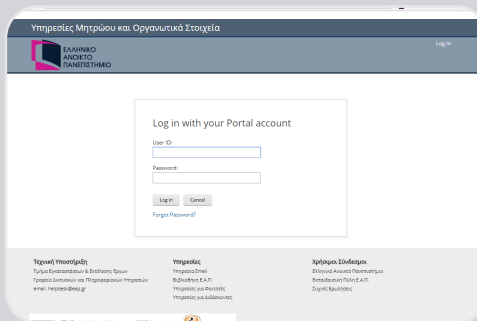 Υπηρεσίες Μητρώου και Οργανωτικά Στοιχεία
Log In
ΕΛΛΗΝΙΚΟ
ΑΝΟΙΚΤΟ
ΠΑΝΕΠΙΣΤΗΜΙΟ
Log in with your Portal account
User ID:
Password:
Log In Cancel
Forgot Password?
Τεχνική Υποστήριξη
Τμήμα Εγκαταστάσεων & Εκτέλεσης Έργων
Γραφείο Δικτυακών και Πληροφοριακών Υπηρεσιών
email: helpdesk@eap.gr
Υπηρεσίες
Υπηρεσία Email
Βιβλιοθήκη Ε.Α.Π.
Υπηρεσίες για Φοιτητές
Υπηρεσίες για Διδάσκοντες
Χρήσιμοι Σύνδεσμοι
Ελληνικό Ανοικτό Πανεπιστήμιο
Εκπαιδευτική Πύλη Ε.Α.Π.
Συχνές Ερωτήσεις